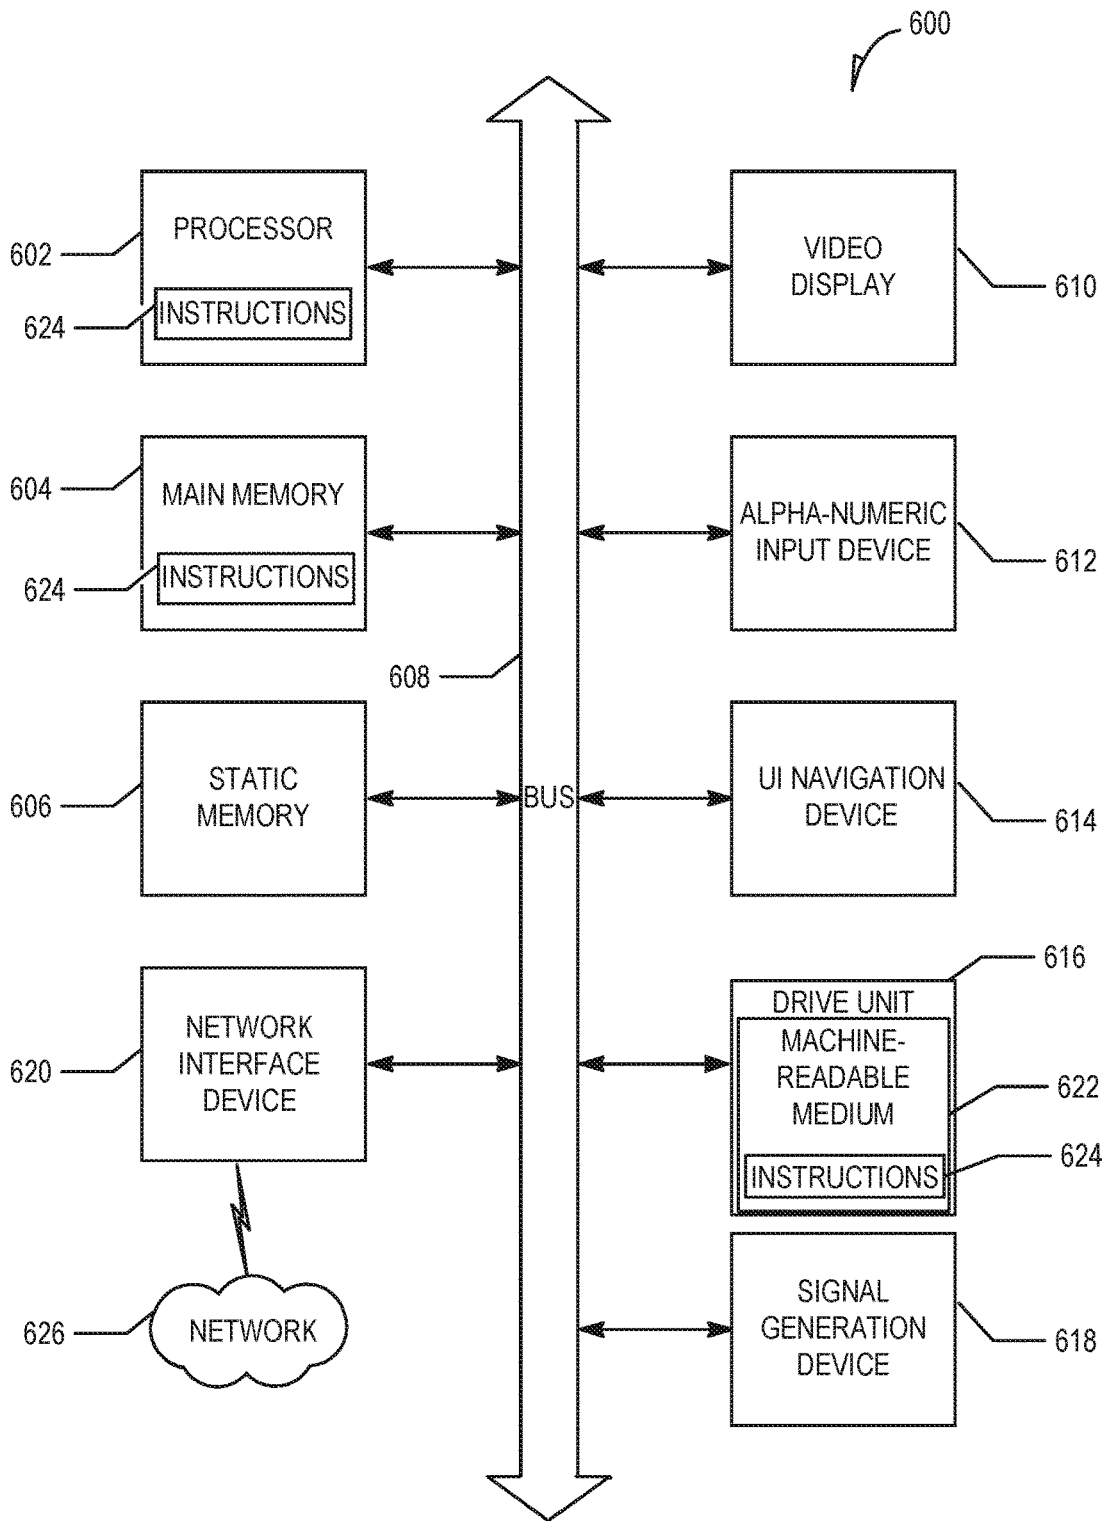 600
PROCESSOR
602
INSTRUCTIONS
624
MAIN MEMORY
604
INSTRUCTIONS
624
608
STATIC
MEMORY
606
BUS
NETWORK
INTERFACE
DEVICE
620
NETWORK
626
VIDEO
DISPLAY
610
ALPHA-NUMERIC
INPUT DEVICE
612
UI NAVIGATION
DEVICE
614
616
DRIVE UNIT
MACHINE-
READABLE
MEDIUM
622
INSTRUCTIONS
624
SIGNAL
GENERATION
DEVICE
618